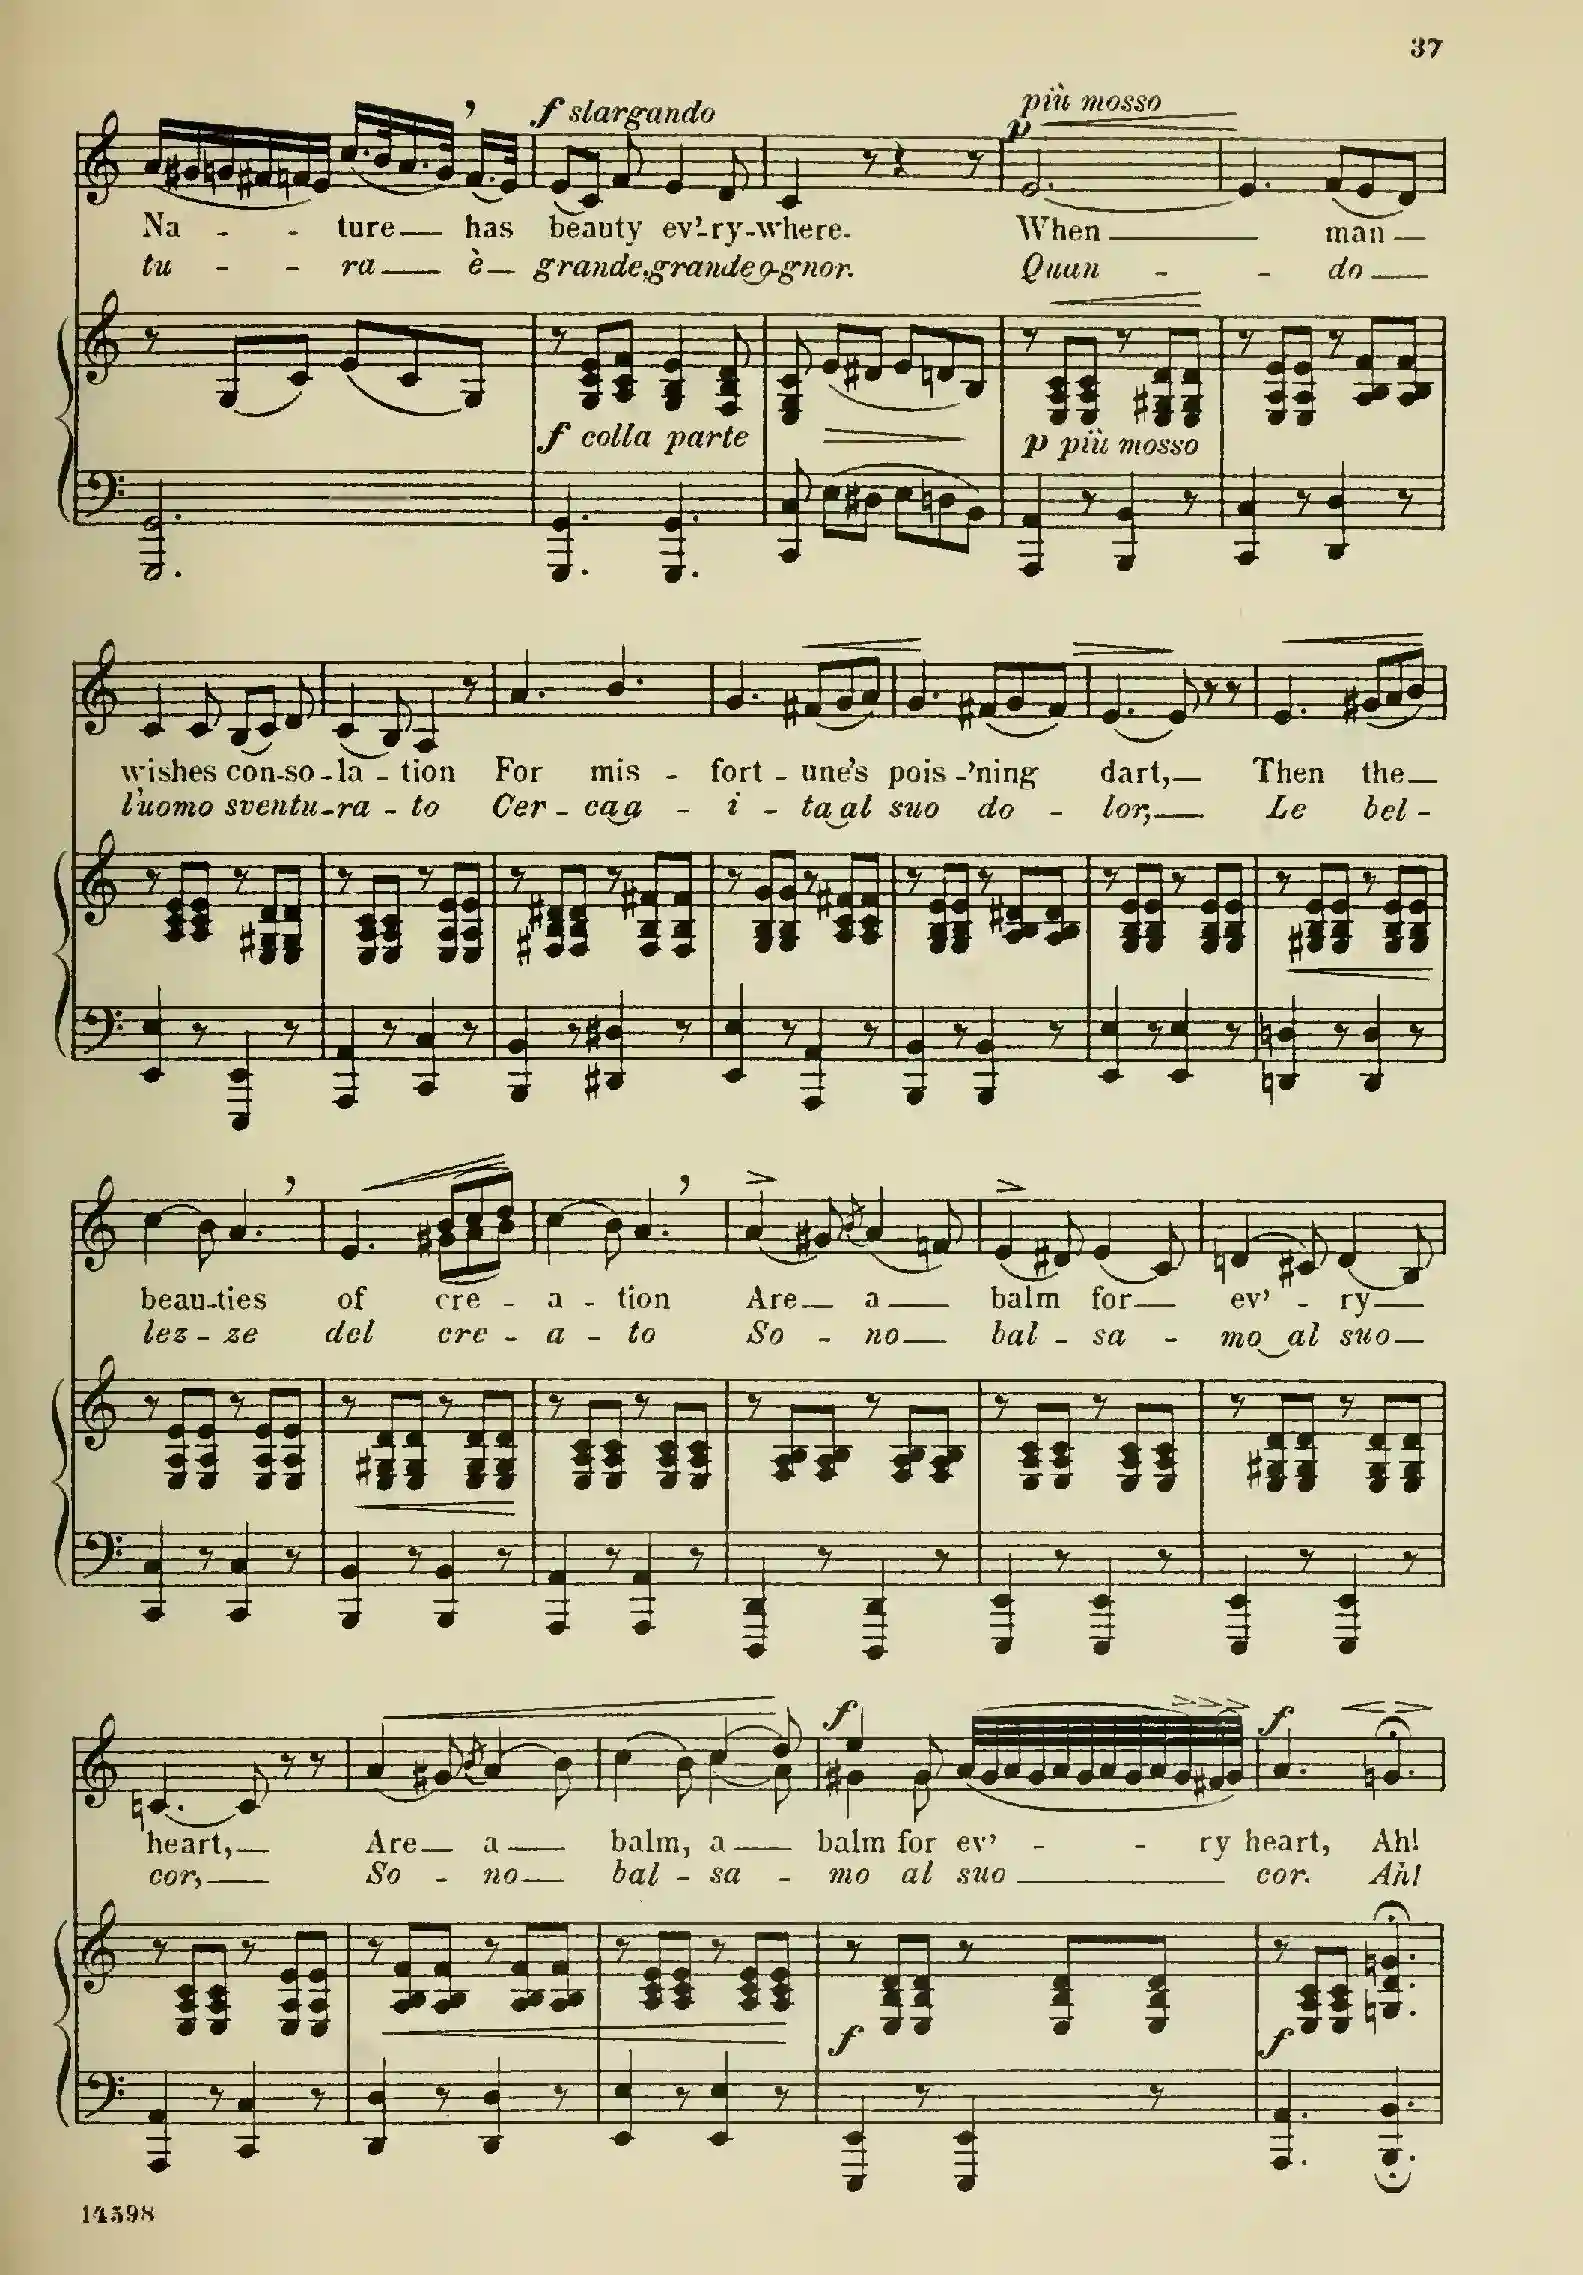 37
f slargando
più mosso
p
Na - - ture— has beauty ev'-ry-where. When — man —
tu - - ra — è — grande, grande o-gnor. Quan - - do —
f colla parte
p più mosso
wishes con-so-la-tion For mis - fort - une's pois-'ning dart,— Then the—
l'uomo sventu-ra - to Cer - ca a - i - ta al suo do - lor,— Le bel -
beau-ties of cre - a - tion Are— a— balm for— ev' - ry—
lez - ze del cre - a - to So - no— bal - sa - mo al suo—
f
f
heart,— Are— a— balm, a— balm for ev' - - ry heart, Ah!
cor,— So - no— bal - sa - mo al suo — cor. Ah!
f
f
14598